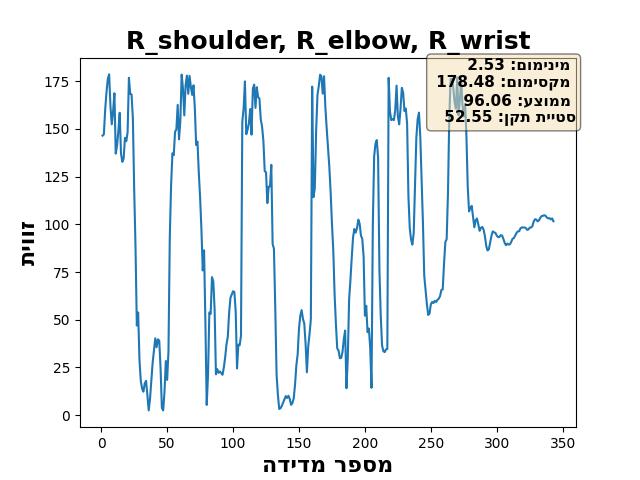 R_shoulder, R_elbow, R_wrist
מינימום: 2.53
מקסימום: 178.48
ממוצע: 96.06
סטיית תקן: 52.55
175
150
125
100
75
50
25
0
זווית
0 50 100 150 200 250 300 350
מספר מדידה